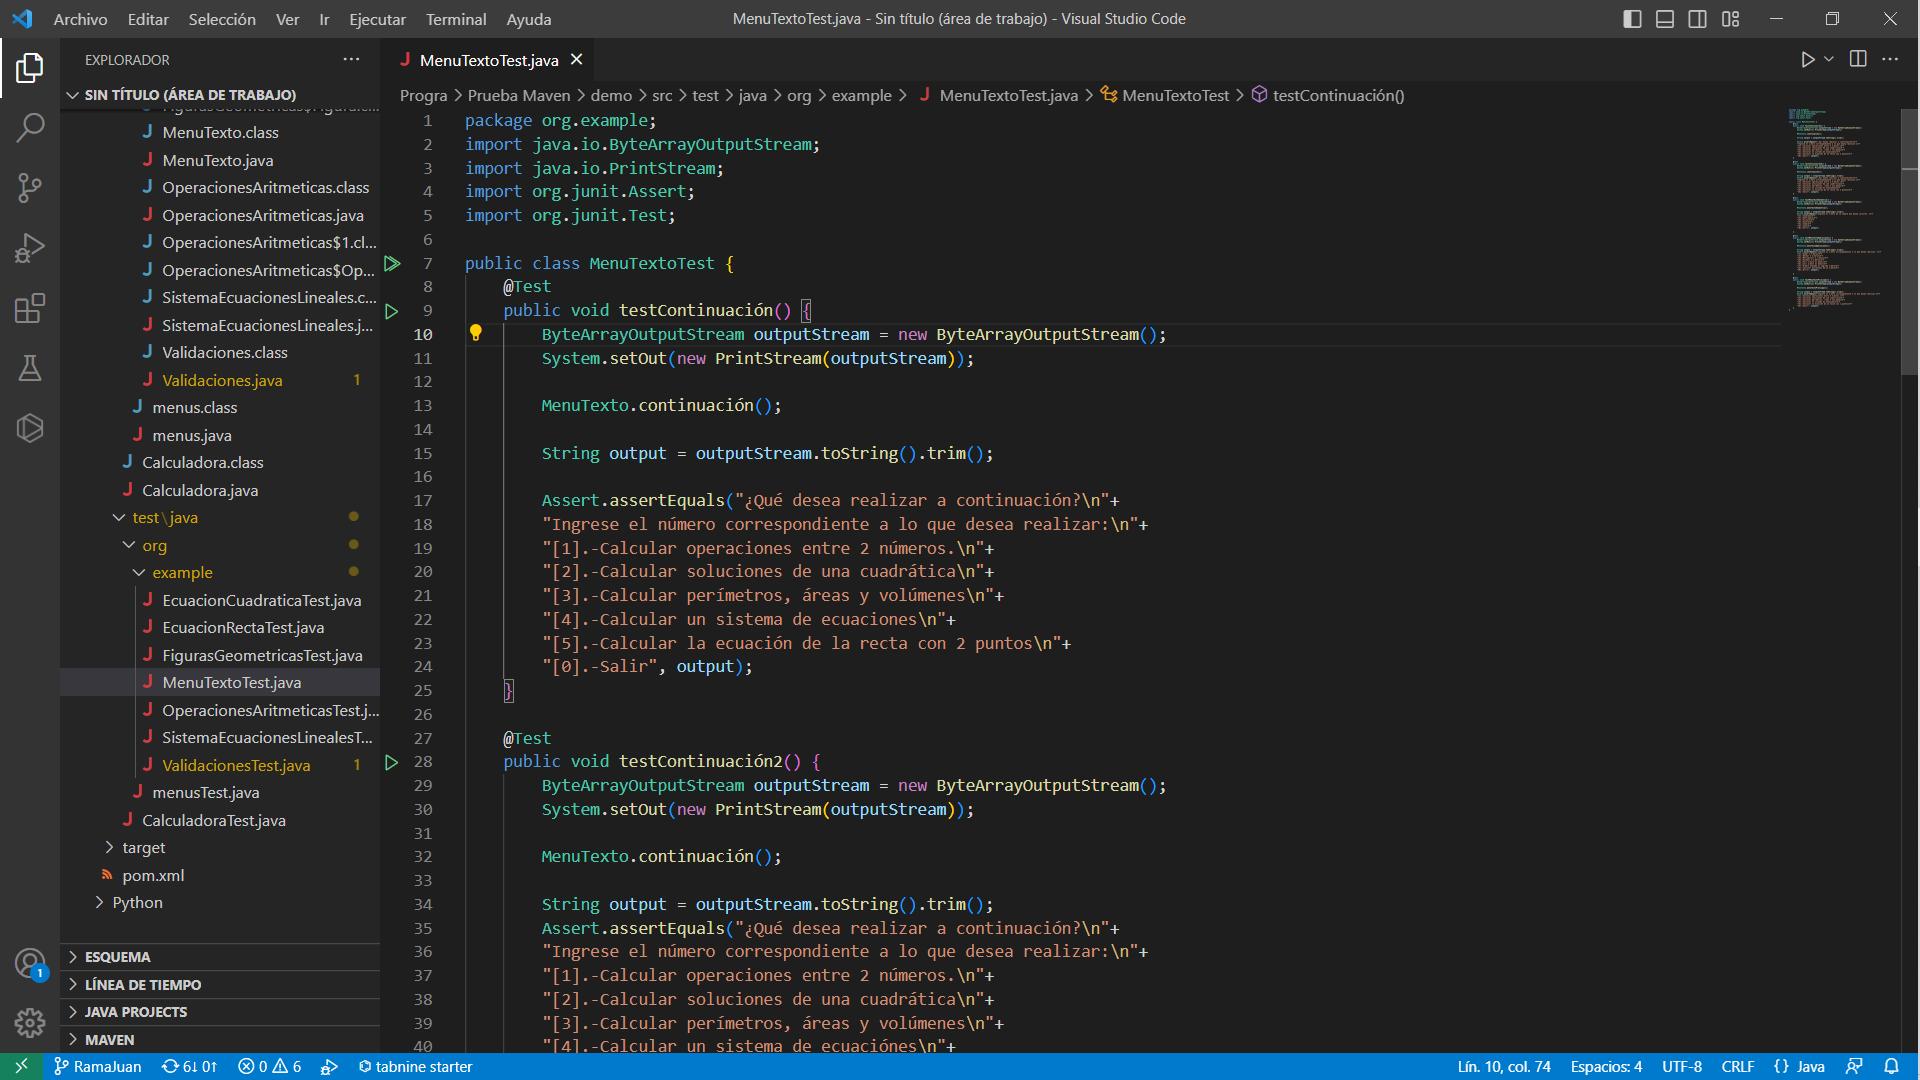 Archivo Editar Selección Ver Ir Ejecutar Terminal Ayuda
MenuTextoTest.java - Sin título (área de trabajo) - Visual Studio Code
EXPLORADOR
SIN TÍTULO (ÁREA DE TRABAJO)
MenuTexto.class
MenuTexto.java
OperacionesAritmeticas.class
OperacionesAritmeticas.java
OperacionesAritmeticas$1.cl...
OperacionesAritmeticas$Op...
SistemaEcuacionesLineales.c...
SistemaEcuacionesLineales.j...
Validaciones.class
Validaciones.java 1
menus.class
menus.java
Calculadora.class
Calculadora.java
test\java
org
example
EcuacionCuadraticaTest.java
EcuacionRectaTest.java
FigurasGeometricasTest.java
MenuTextoTest.java
OperacionesAritmeticasTest.j...
SistemaEcuacionesLinealesT...
ValidacionesTest.java 1
menusTest.java
CalculadoraTest.java
target
pom.xml
Python
ESQUEMA
LÍNEA DE TIEMPO
JAVA PROJECTS
MAVEN
MenuTextoTest.java
Progra > Prueba Maven > demo > src > test > java > org > example > MenuTextoTest.java > MenuTextoTest > testContinuación()
1 package org.example;
2 import java.io.ByteArrayOutputStream;
3 import java.io.PrintStream;
4 import org.junit.Assert;
5 import org.junit.Test;
6
7 public class MenuTextoTest {
8 @Test
9 public void testContinuación() {
10 ByteArrayOutputStream outputStream = new ByteArrayOutputStream();
11 System.setOut(new PrintStream(outputStream));
12
13 MenuTexto.continuación();
14
15 String output = outputStream.toString().trim();
16
17 Assert.assertEquals("¿Qué desea realizar a continuación?\n"+
18 "Ingrese el número correspondiente a lo que desea realizar:\n"+
19 "[1].-Calcular operaciones entre 2 números.\n"+
20 "[2].-Calcular soluciones de una cuadrática\n"+
21 "[3].-Calcular perímetros, áreas y volúmenes\n"+
22 "[4].-Calcular un sistema de ecuaciones\n"+
23 "[5].-Calcular la ecuación de la recta con 2 puntos\n"+
24 "[0].-Salir", output);
25 }
26
27 @Test
28 public void testContinuación2() {
29 ByteArrayOutputStream outputStream = new ByteArrayOutputStream();
30 System.setOut(new PrintStream(outputStream));
31
32 MenuTexto.continuación();
33
34 String output = outputStream.toString().trim();
35 Assert.assertEquals("¿Qué desea realizar a continuación?\n"+
36 "Ingrese el número correspondiente a lo que desea realizar:\n"+
37 "[1].-Calcular operaciones entre 2 números.\n"+
38 "[2].-Calcular soluciones de una cuadrática\n"+
39 "[3].-Calcular perímetros, áreas y volúmenes\n"+
40 "[4].-Calcular un sistema de ecuaciónes\n"+
1
RamaJuan 6↓ 0↑ 0 6 tabnine starter
Lín. 10, col. 74 Espacios: 4 UTF-8 CRLF {} Java